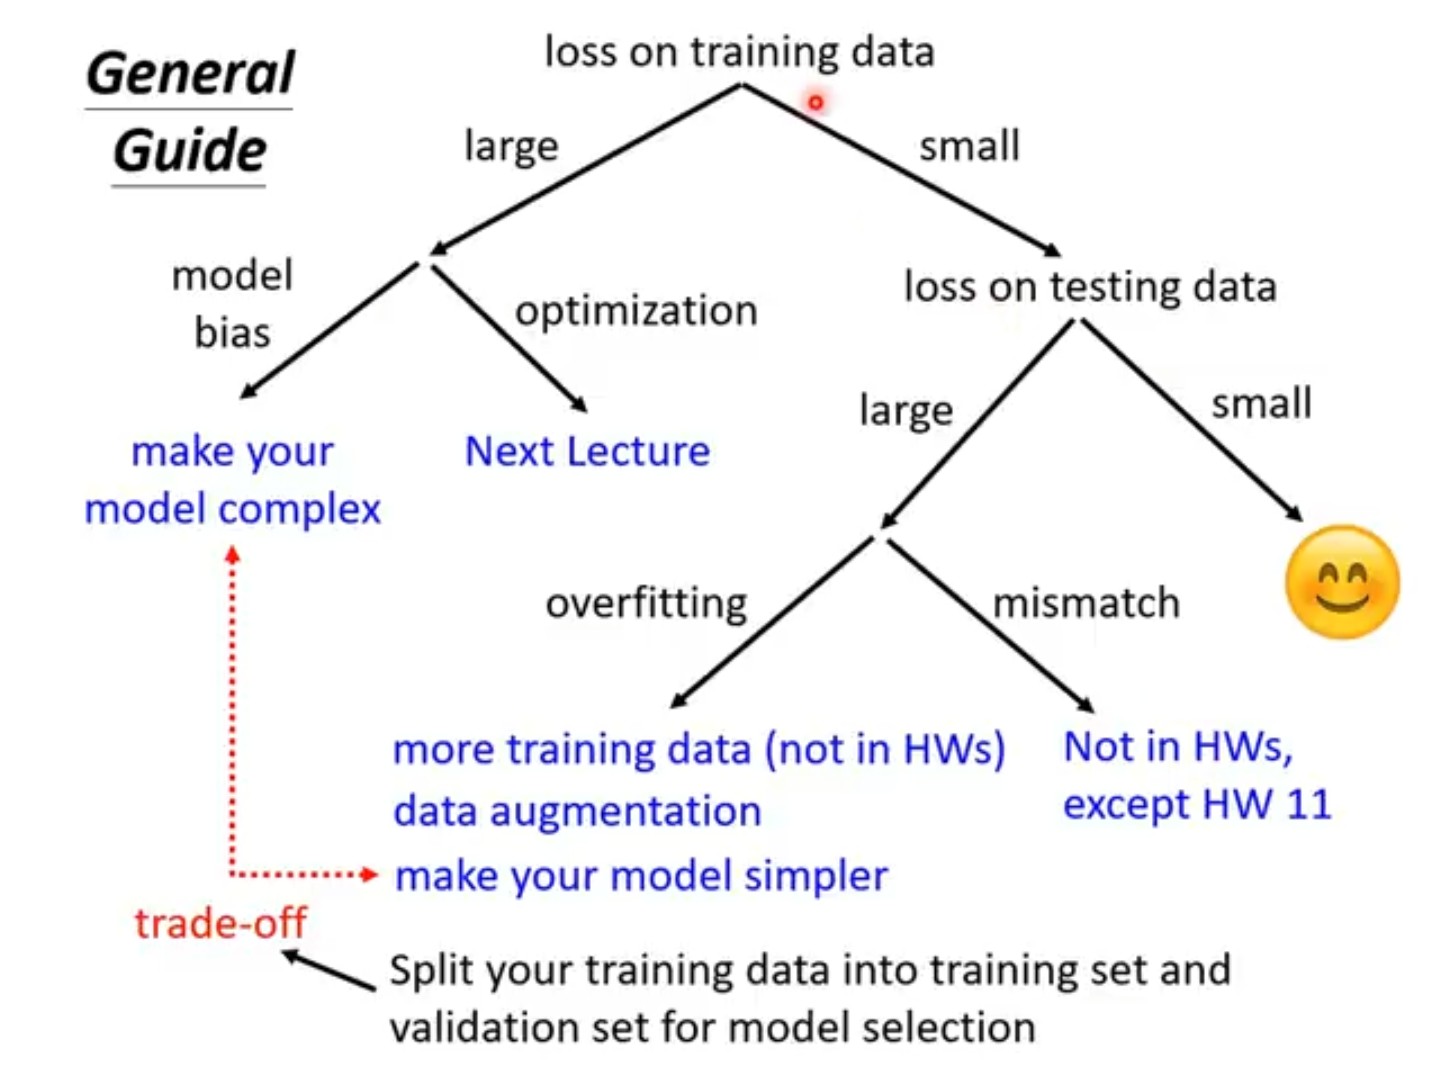 General
Guide
loss on training data
large
small
model
bias
optimization
loss on testing data
make your
model complex
Next Lecture
large
small
overfitting
mismatch
more training data (not in HWs)
data augmentation
make your model simpler
Not in HWs,
except HW 11
trade-off
Split your training data into training set and
validation set for model selection